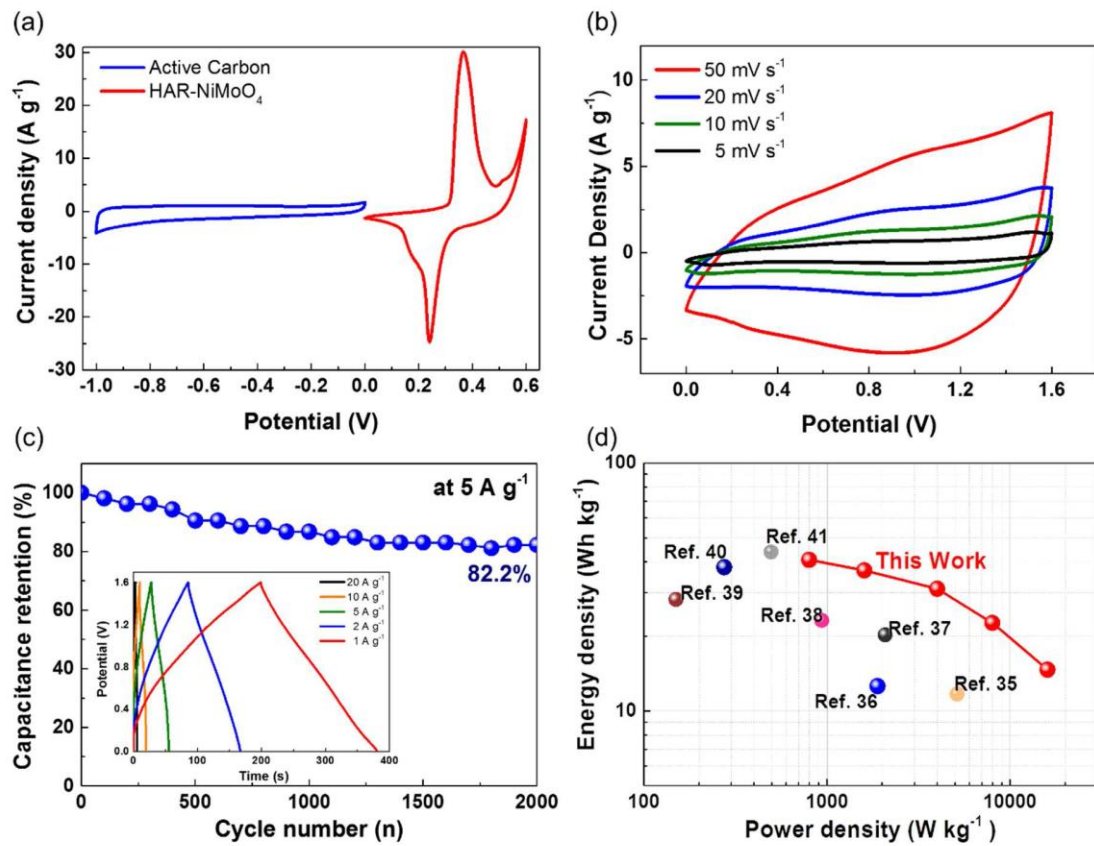 (a)
30
20
10
0
-10
-20
-30
Current density (A g⁻¹)
Active Carbon
HAR-NiMoO₄
-1.0 -0.8 -0.6 -0.4 -0.2 0.0 0.2 0.4 0.6
Potential (V)
(b)
10
5
0
-5
Current Density (A g⁻¹)
50 mV s⁻¹
20 mV s⁻¹
10 mV s⁻¹
5 mV s⁻¹
0.0 0.4 0.8 1.2 1.6
Potential (V)
(c)
100
80
60
40
20
0
Capacitance retention (%)
at 5 A g⁻¹
82.2%
1.6
1.2
0.8
0.4
0.0
Potential (V)
20 A g⁻¹
10 A g⁻¹
5 A g⁻¹
2 A g⁻¹
1 A g⁻¹
0 100 200 300 400
Time (s)
0 500 1000 1500 2000
Cycle number (n)
(d)
100
10
Energy density (Wh kg⁻¹)
Ref. 41
Ref. 40
This Work
Ref. 39
Ref. 38
Ref. 37
Ref. 36
Ref. 35
100 1000 10000
Power density (W kg⁻¹)